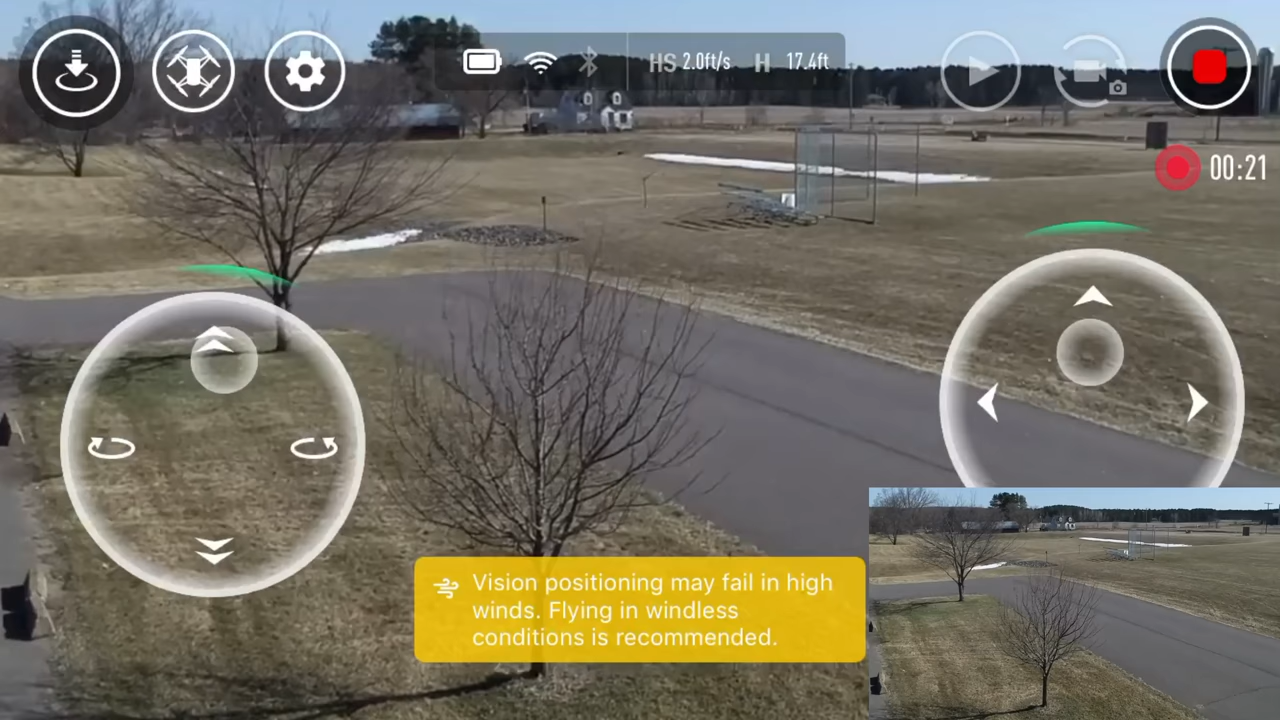 HS 2.0ft/s H 17.4ft
00:21
Vision positioning may fail in high
winds. Flying in windless
conditions is recommended.